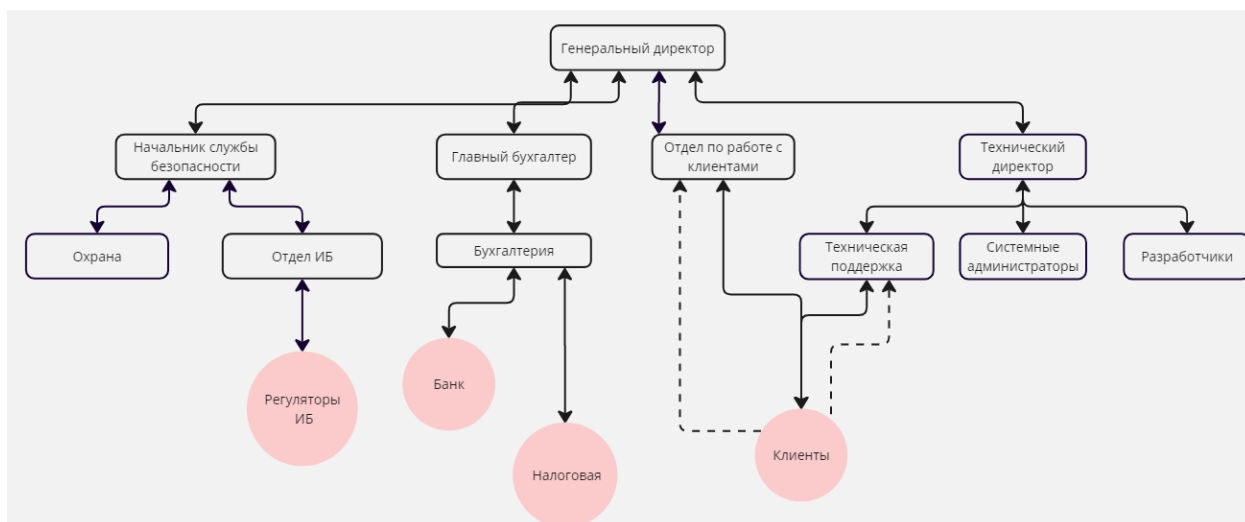 Генеральный директор
Начальник службы
безопасности
Главный бухгалтер
Отдел по работе с
клиентами
Технический
директор
Охрана
Отдел ИБ
Бухгалтерия
Техническая
поддержка
Системные
администраторы
Разработчики
Регуляторы
ИБ
Банк
Налоговая
Клиенты